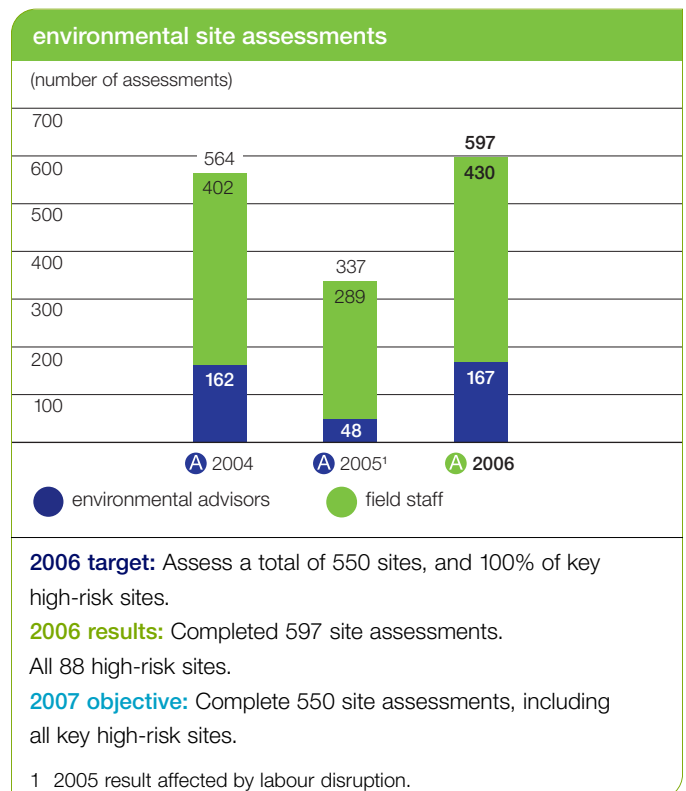 environmental site assessments
(number of assessments)
700
600
500
400
300
200
100
564
402
162
337
289
48
597
430
167
A 2004
A 2005¹
A 2006
environmental advisors
field staff
2006 target: Assess a total of 550 sites, and 100% of key
high-risk sites.
2006 results: Completed 597 site assessments.
All 88 high-risk sites.
2007 objective: Complete 550 site assessments, including
all key high-risk sites.
1 2005 result affected by labour disruption.